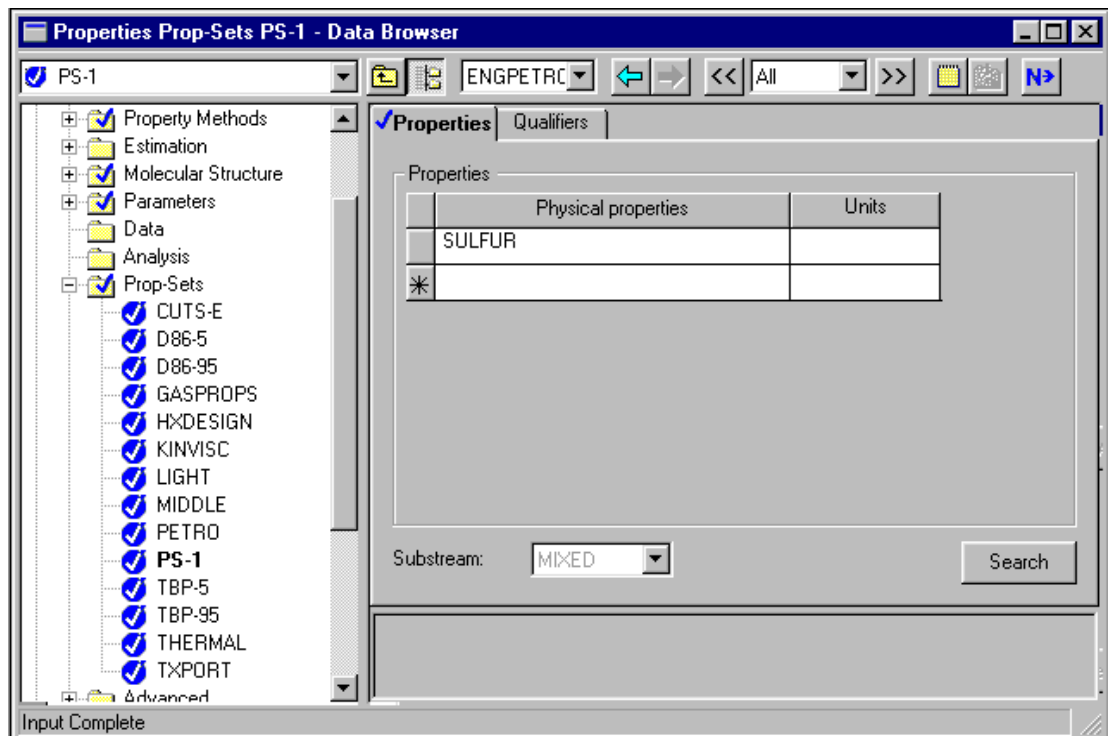 Properties Prop-Sets PS-1 - Data Browser
PS-1
ENGPETRC
<<
All
>>
N
Property Methods
Estimation
Molecular Structure
Parameters
Data
Analysis
Prop-Sets
CUTS-E
D86-5
D86-95
GASPROPS
HXDESIGN
KINVISC
LIGHT
MIDDLE
PETRO
PS-1
TBP-5
TBP-95
THERMAL
TXPORT
Advanced
Properties Qualifiers
Properties
Physical properties Units
SULFUR
Substream: MIXED Search
Input Complete